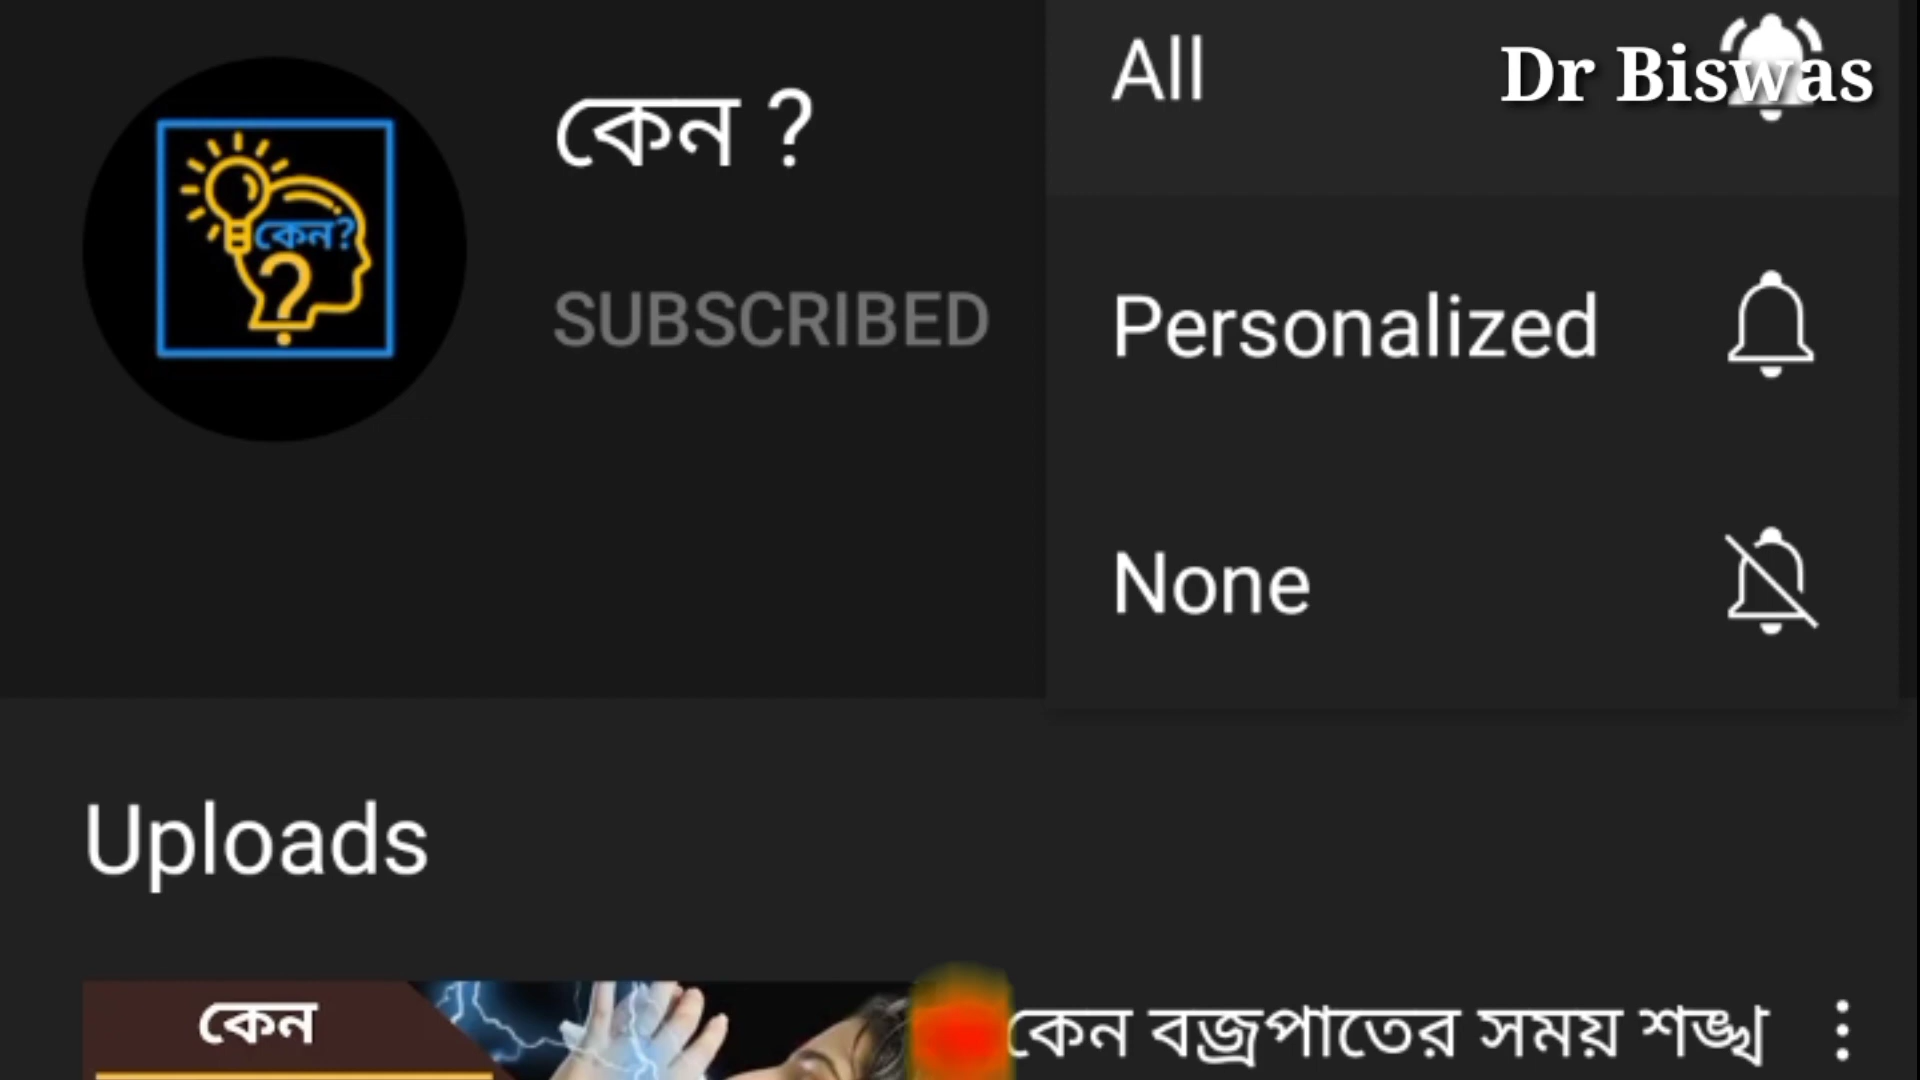 All
Dr Biswas
কেন ?
কেন?
SUBSCRIBED
Personalized
None
Uploads
কেন
কেন বজ্রপাতের সময় শঙ্খ